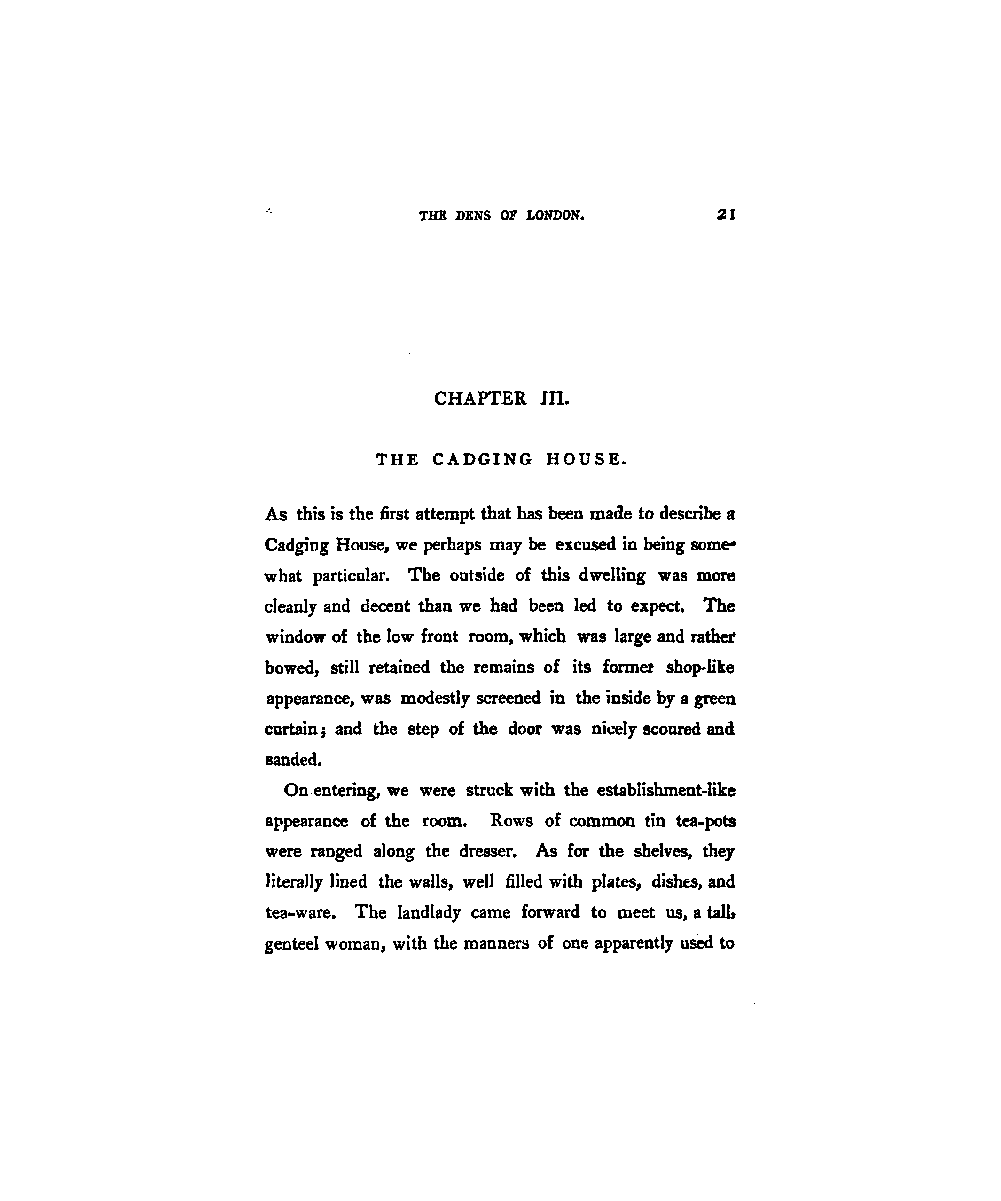 THE DENS OF LONDON. 21
CHAPTER III.
THE CADGING HOUSE.
As this is the first attempt that has been made to describe a
Cadging House, we perhaps may be excused in being some-
what particular. The outside of this dwelling was more
cleanly and decent than we had been led to expect. The
window of the low front room, which was large and rather
bowed, still retained the remains of its former shop-like
appearance, was modestly screened in the inside by a green
curtain; and the step of the door was nicely scoured and
sanded.
On entering, we were struck with the establishment-like
appearance of the room. Rows of common tin tea-pots
were ranged along the dresser. As for the shelves, they
literally lined the walls, well filled with plates, dishes, and
tea-ware. The landlady came forward to meet us, a tall,
genteel woman, with the manners of one apparently used to